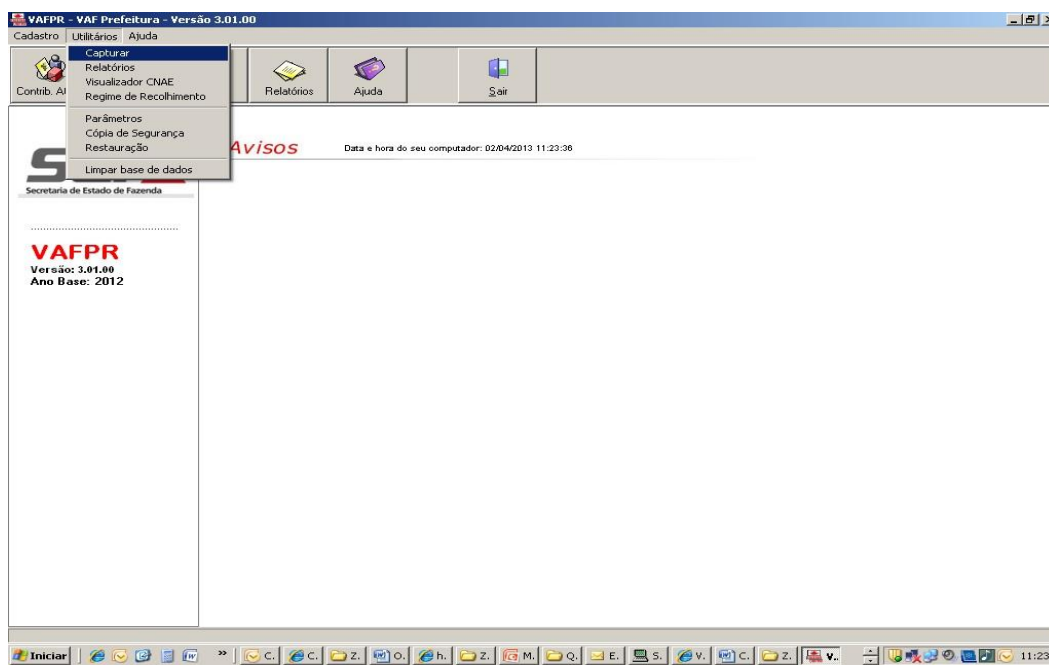 VAFPR - VAF Prefeitura - Versão 3.01.00
Cadastro Utilitários Ajuda
Capturar
Relatórios
Visualizador CNAE
Regime de Recolhimento
Parâmetros
Cópia de Segurança
Restauração
Limpar base de dados
Contrib. A
Relatórios
Ajuda
Sair
Avisos
Data e hora do seu computador: 02/04/2013 11:23:36
Secretaria de Estado de Fazenda
VAFPR
Versão: 3.01.00
Ano Base: 2012
Iniciar » C. C. Z. O. h. Z. M. Q. E. S. V. C. Z. V.. 11:23